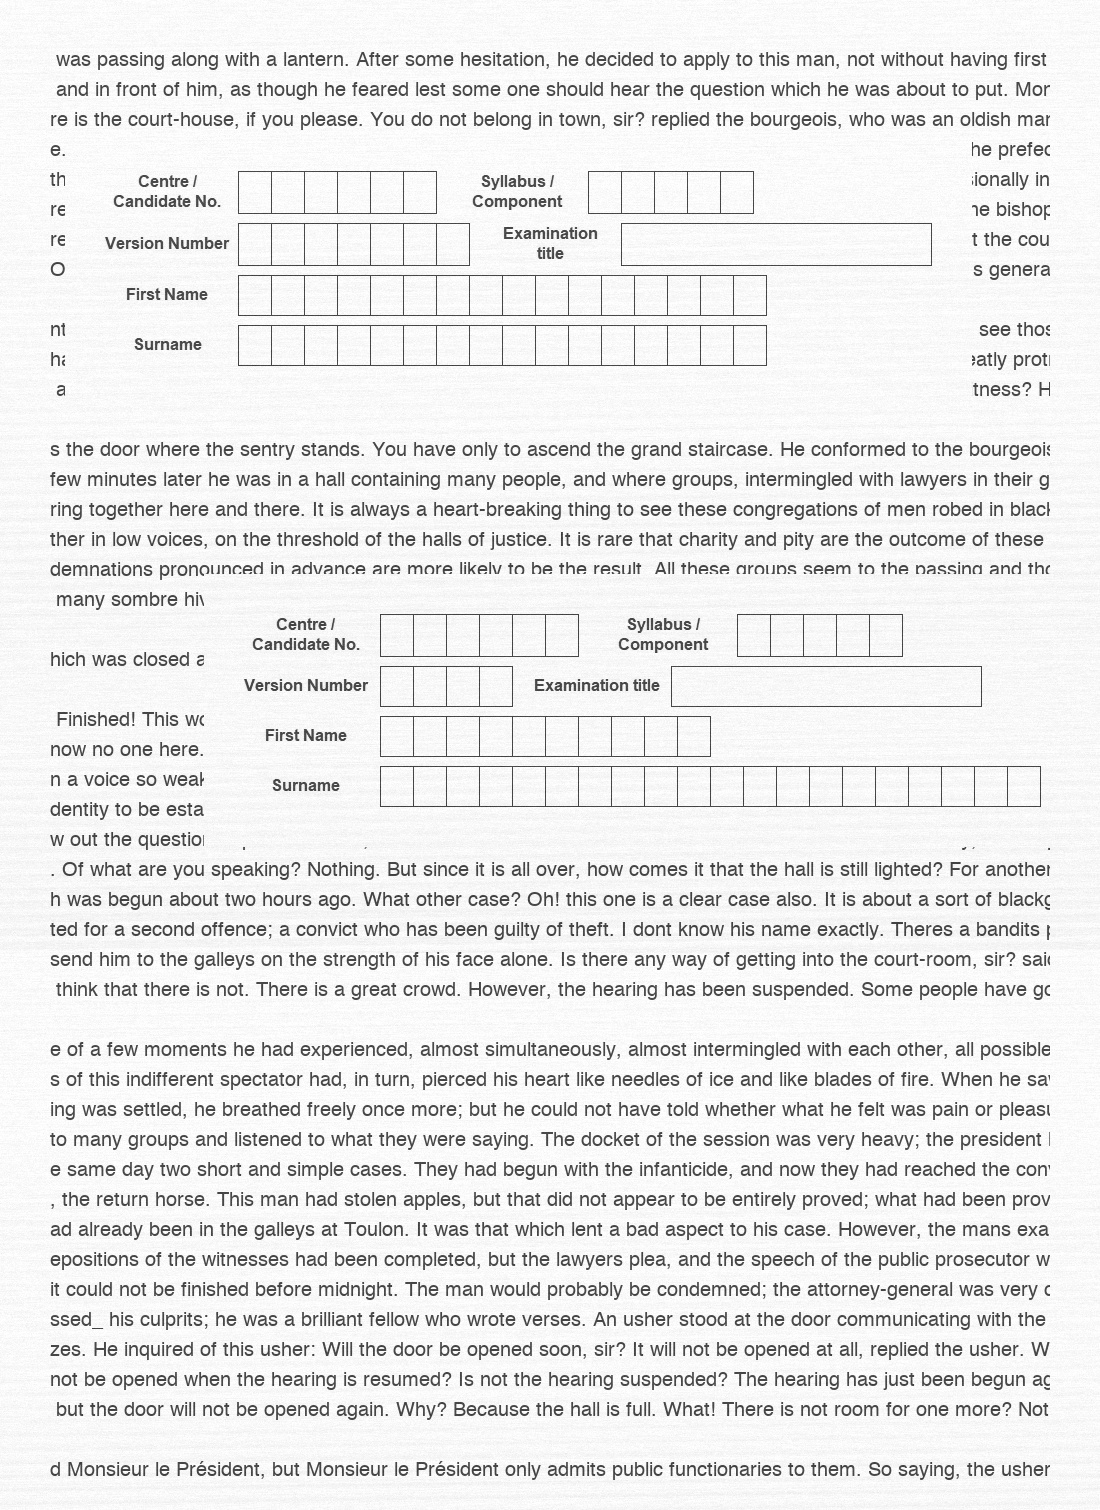 was passing along with a lantern. After some hesitation, he decided to apply to this man, not without having first
and in front of him, as though he feared lest some one should hear the question which he was about to put.
re is the court-house, if you please. You do not belong in town, sir? replied the bourgeois, who was an oldish
e. he prefec
th ionally in
Centre / Syllabus /
Candidate No. Component
re he bishop
re t the cou
Version Number Examination
title
O s genera
First Name
nt see thos
Surname
ha eatly
a tness? H
s the door where the sentry stands. You have only to ascend the grand staircase. He conformed to the bourgeois
few minutes later he was in a hall containing many people, and where groups, intermingled with lawyers in their g
ring together here and there. It is always a heart-breaking thing to see these congregations of men robed in black
ther in low voices, on the threshold of the halls of justice. It is rare that charity and pity are the outcome of these
demnations pronounced in advance are more likely to be the result. All these groups seem to the passing and
many sombre
Centre / Syllabus /
Candidate No. Component
hich was closed a
Version Number Examination title
Finished! This
First Name
now no one here.
n a voice so weak
Surname
dentity to be esta
w out the question
. Of what are you speaking? Nothing. But since it is all over, how comes it that the hall is still lighted? For another
h was begun about two hours ago. What other case? Oh! this one is a clear case also. It is about a sort of
ted for a second offence; a convict who has been guilty of theft. I dont know his name exactly. Theres a bandits
send him to the galleys on the strength of his face alone. Is there any way of getting into the court-room, sir? said
think that there is not. There is a great crowd. However, the hearing has been suspended. Some people have
e of a few moments he had experienced, almost simultaneously, almost intermingled with each other, all possible
s of this indifferent spectator had, in turn, pierced his heart like needles of ice and like blades of fire. When he
ing was settled, he breathed freely once more; but he could not have told whether what he felt was pain or
to many groups and listened to what they were saying. The docket of the session was very heavy; the president
e same day two short and simple cases. They had begun with the infanticide, and now they had reached the
, the return horse. This man had stolen apples, but that did not appear to be entirely proved; what had been prov
ad already been in the galleys at Toulon. It was that which lent a bad aspect to his case. However, the mans exa
epositions of the witnesses had been completed, but the lawyers plea, and the speech of the public prosecutor w
it could not be finished before midnight. The man would probably be condemned; the attorney-general was very
ssed_ his culprits; he was a brilliant fellow who wrote verses. An usher stood at the door communicating with the
zes. He inquired of this usher: Will the door be opened soon, sir? It will not be opened at all, replied the usher. W
not be opened when the hearing is resumed? Is not the hearing suspended? The hearing has just been begun
but the door will not be opened again. Why? Because the hall is full. What! There is not room for one more? Not
d Monsieur le Président, but Monsieur le Président only admits public functionaries to them. So saying, the usher